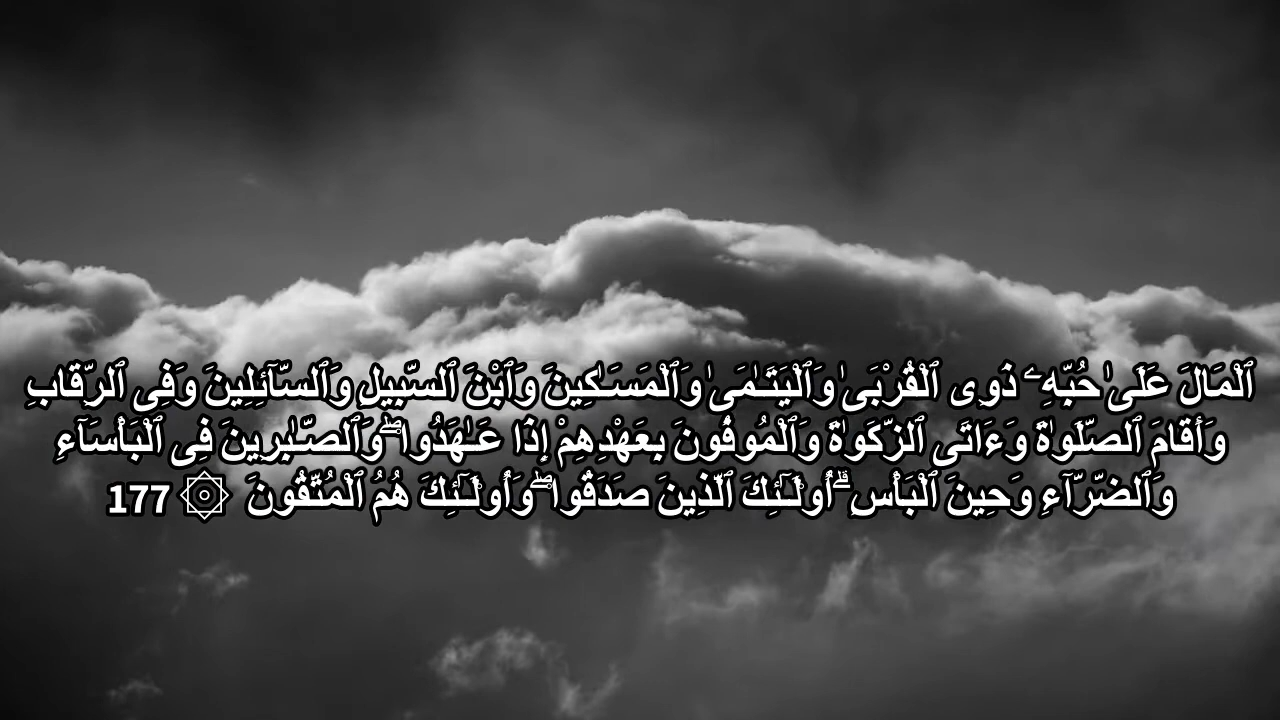 ٱلْمَالَ عَلَىٰ حُبِّهِۦ ذَوِى ٱلْقُرْبَىٰ وَٱلْيَتَـٰمَىٰ وَٱلْمَسَـٰكِينَ وَٱبْنَ ٱلسَّبِيلِ وَٱلسَّآئِلِينَ وَفِى ٱلرِّقَابِ
وَأَقَامَ ٱلصَّلَوٰةَ وَءَاتَى ٱلزَّكَوٰةَ وَٱلْمُوفُونَ بِعَهْدِهِمْ إِذَا عَـٰهَدُوا۟ ۖ وَٱلصَّـٰبِرِينَ فِى ٱلْبَأْسَآءِ
وَٱلضَّرَّآءِ وَحِينَ ٱلْبَأْسِ ۗ أُو۟لَـٰٓئِكَ ٱلَّذِينَ صَدَقُوا۟ ۖ وَأُو۟لَـٰٓئِكَ هُمُ ٱلْمُتَّقُونَ ۞ 177